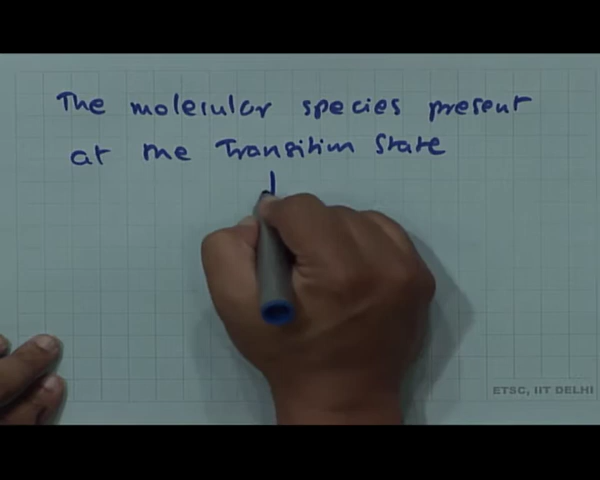 The molecular species present
at the Transition State
ETSC, IIT DELHI